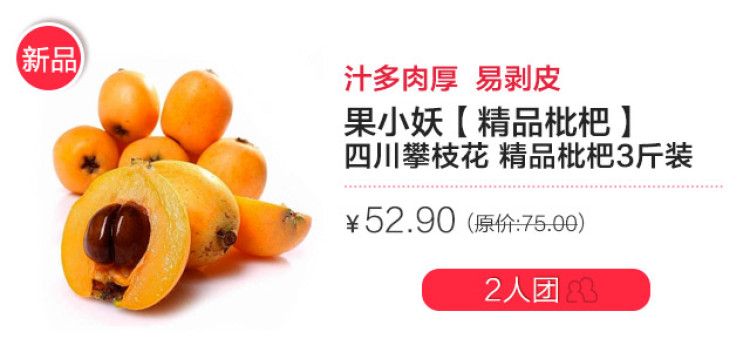 新品
汁多肉厚 易剥皮
果小妖【精品枇杷】
四川攀枝花 精品枇杷3斤装
¥52.90（原价:75.00）
2人团